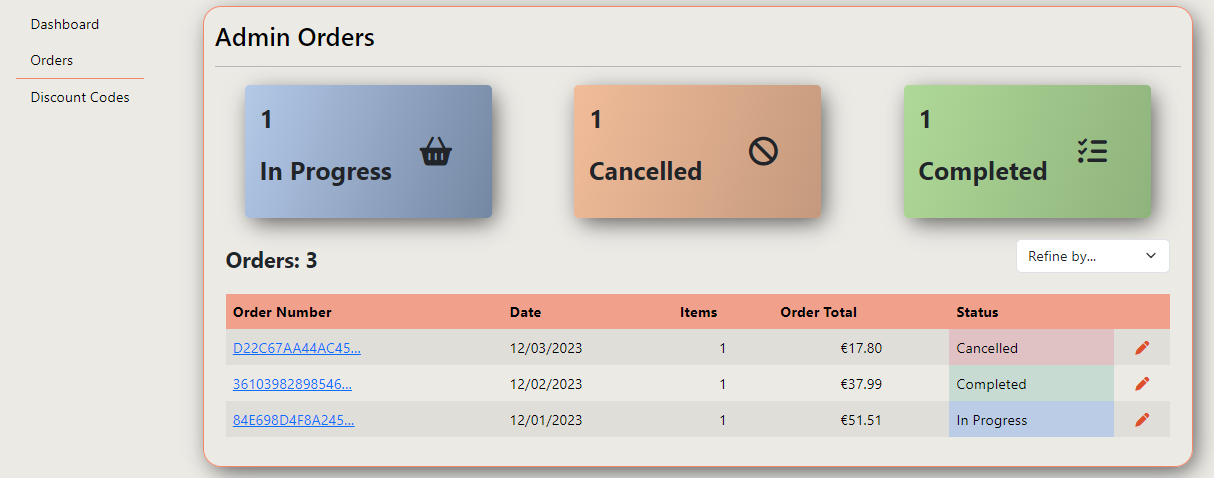 Dashboard
Orders
Discount Codes
Admin Orders
1
In Progress
1
Cancelled
1
Completed
Orders: 3
Refine by...
Order Number Date Items Order Total Status
D22C67AA44AC45... 12/03/2023 1 €17.80 Cancelled
36103982898546... 12/02/2023 1 €37.99 Completed
84E698D4F8A245... 12/01/2023 1 €51.51 In Progress